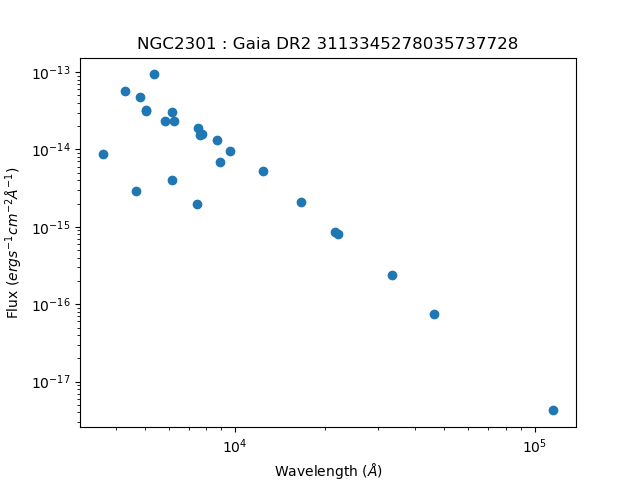 NGC2301 : Gaia DR2 3113345278035737728
Flux (ergs⁻¹cm⁻²Å⁻¹)
10⁻¹³
10⁻¹⁴
10⁻¹⁵
10⁻¹⁶
10⁻¹⁷
10⁴ 10⁵
Wavelength (Å)